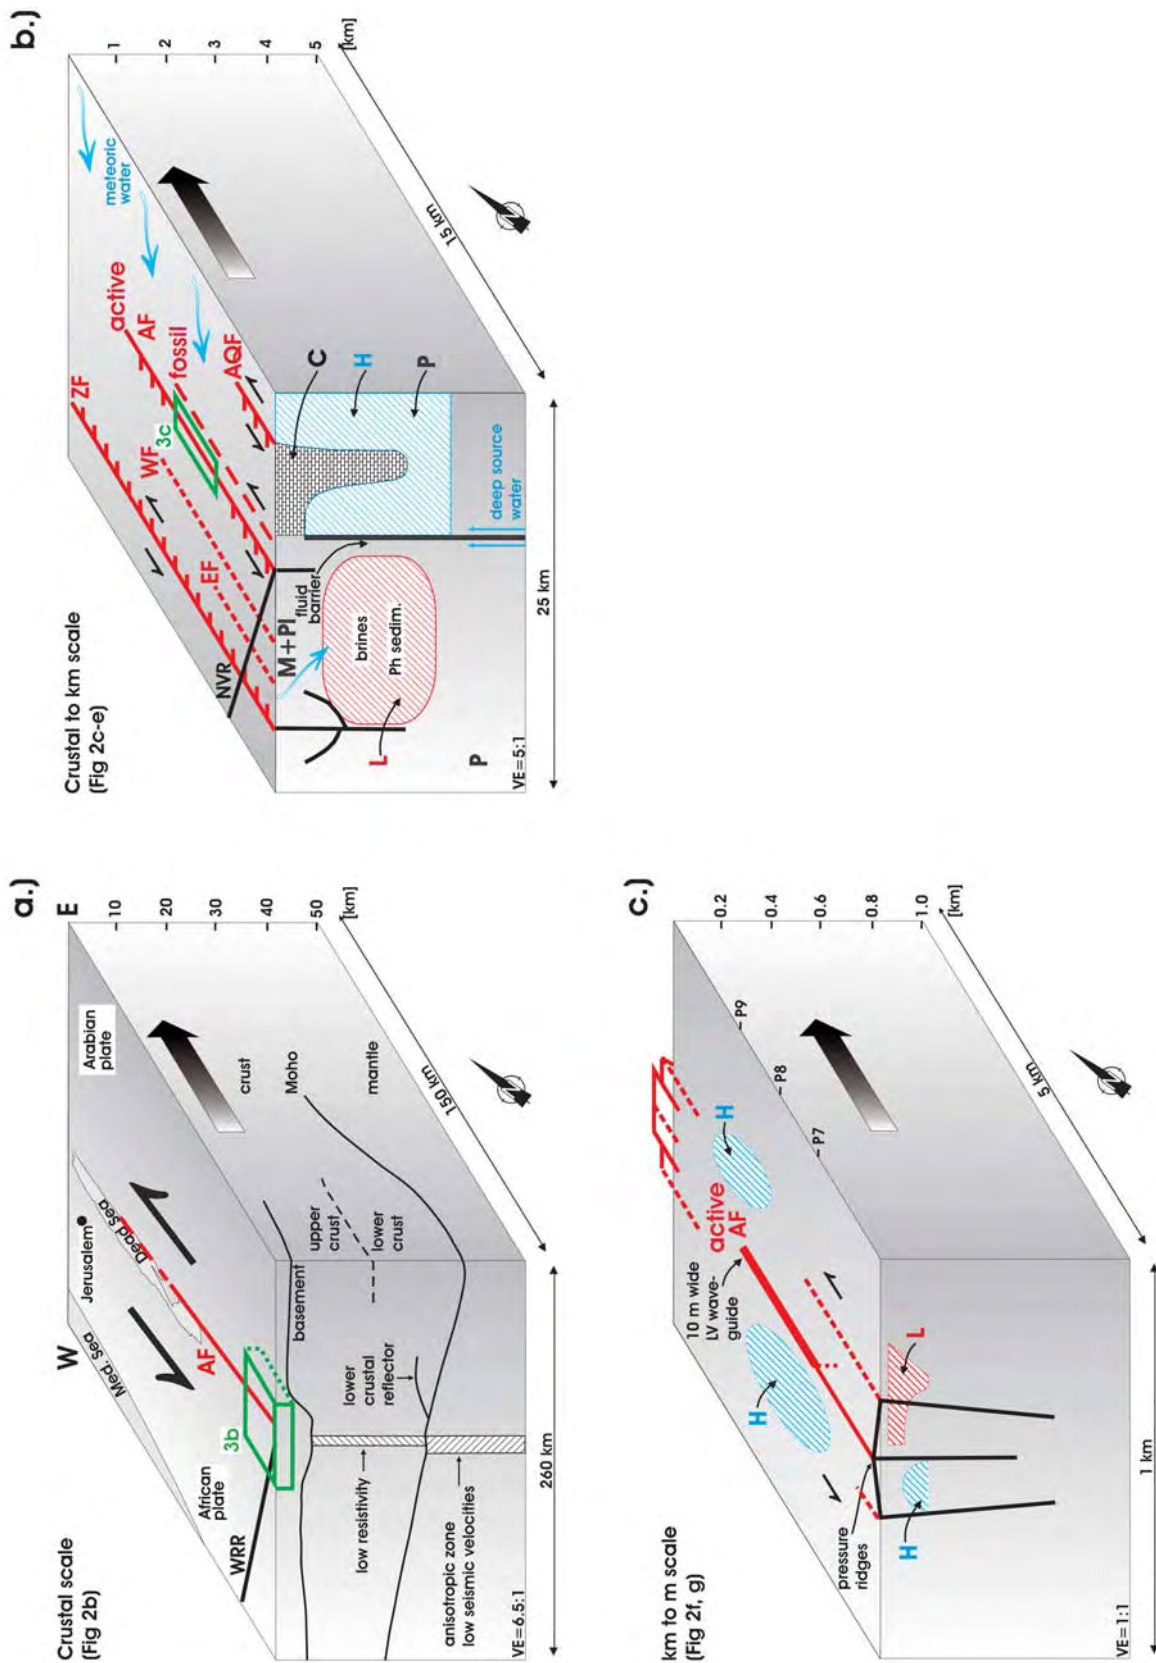 a.)
Crustal scale
(Fig 2b)
W
E
Med. Sea
Jerusalem
Dead Sea
Arabian
plate
African
plate
AF
3b
WRR
basement
crust
Moho
mantle
upper
crust
lower crust
lower
crustal
reflector
low resistivity
anisotropic zone
low seismic velocities
VE=6.5:1
10
20
30
40
50
[km]
150 km
260 km
N
b.)
Crustal to km scale
(Fig 2c-e)
ZF
WF
EF
active
AF
fossil
AQF
3c
NVR
meteoric
water
M+Pl
fluid
barrier
brines
Ph sedim.
L
P
C
H
P
deep source
water
VE=5:1
1
2
3
4
5
[km]
15 km
25 km
N
c.)
km to m scale
(Fig 2f, g)
10 m wide
LV wave-
guide
active
AF
H
H
P7
P8
P9
pressure
ridges
H
L
VE=1:1
0.2
0.4
0.6
0.8
1.0
[km]
5 km
1 km
N